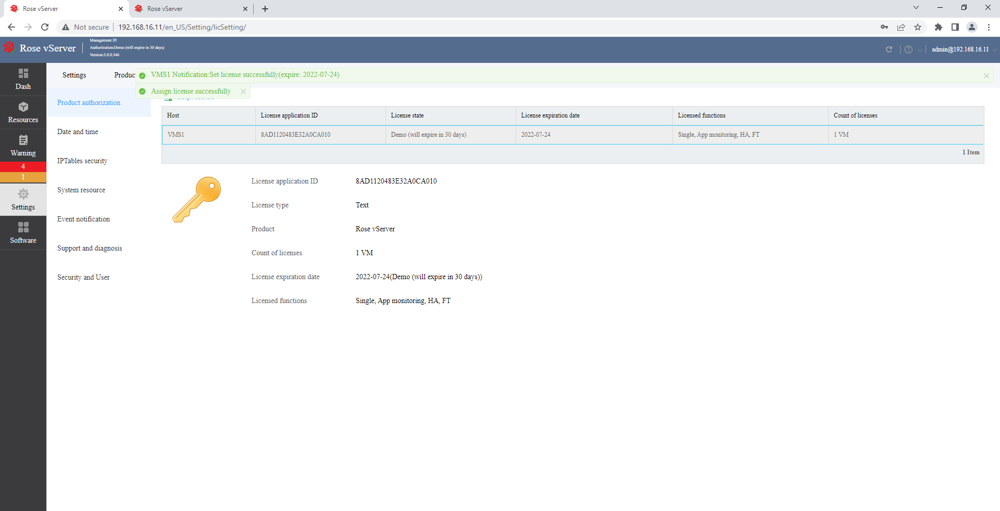 Rose vServer
Rose vServer
Not secure
192.168.16.11/en_US/Setting/licSetting/
Rose vServer
Management IP:
Authorization:Demo (will expire in 30 days)
Version:3.0.0.346
admin@192.168.16.11
Dash
Resources
Warning
4
1
Settings
Software
Settings
Produc
VMS1 Notification:Set license successfully(expire: 2022-07-24)
Assign license successfully
Product authorization
Date and time
IPTables security
System resource
Event notification
Support and diagnosis
Security and User
Host License application ID License state License expiration date Licensed functions Count of licenses
VMS1 8AD1120483E32A0CA010 Demo (will expire in 30 days) 2022-07-24 Single, App monitoring, HA, FT 1 VM
1 Item
License application ID 8AD1120483E32A0CA010
License type Text
Product Rose vServer
Count of licenses 1 VM
License expiration date 2022-07-24(Demo (will expire in 30 days))
Licensed functions Single, App monitoring, HA, FT